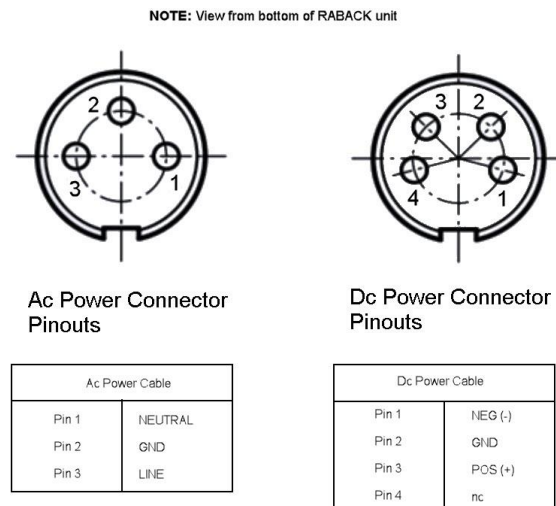 NOTE: View from bottom of RABACK unit
2
3
1
3
2
4
1
Ac Power Connector
Pinouts
Dc Power Connector
Pinouts
Ac Power Cable
Pin 1 NEUTRAL
Pin 2 GND
Pin 3 LINE
Dc Power Cable
Pin 1 NEG (-)
Pin 2 GND
Pin 3 POS (+)
Pin 4 nc